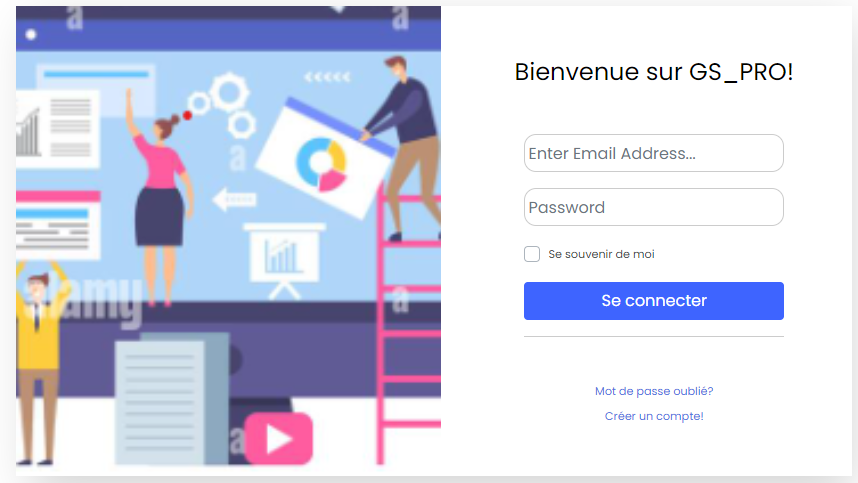 a
a
Bienvenue sur GS_PRO!
a
Enter Email Address...
Password
Se souvenir de moi
alamy
a
Se connecter
Mot de passe oublié?
Créer un compte!
a